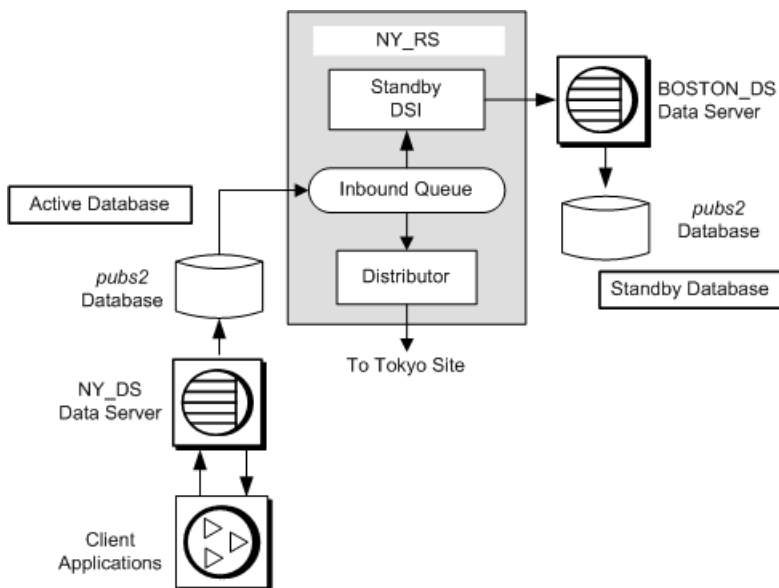 NY_RS
Standby
DSI
BOSTON_DS
Data Server
Inbound Queue
Active Database
pubs2
Database
pubs2
Database
Distributor
Standby Database
To Tokyo Site
NY_DS
Data Server
Client
Applications